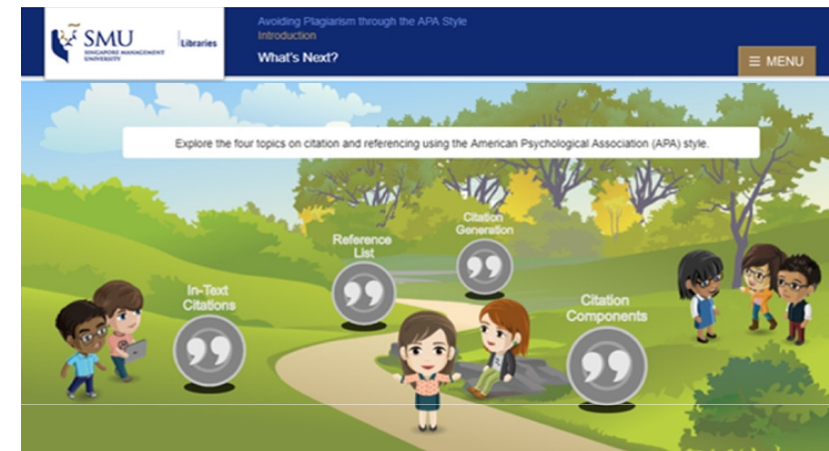 SMU
SINGAPORE MANAGEMENT
UNIVERSITY
Libraries
Avoiding Plagiarism through the APA Style
Introduction
What's Next?
≡ MENU
Explore the four topics on citation and referencing using the American Psychological Association (APA) style.
Citation
Generation
Reference
List
In-Text
Citations
Citation
Components